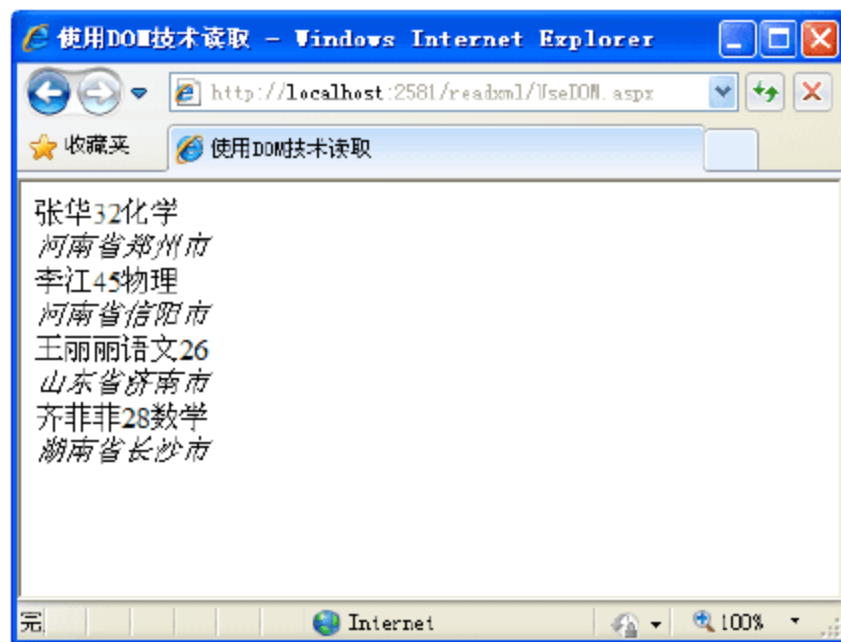 使用DOM技术读取 - Windows Internet Explorer
http://localhost:2581/readxml/UseDOM.aspx
收藏夹 使用DOM技术读取
张华32化学
河南省郑州市
李江45物理
河南省信阳市
王丽丽语文26
山东省济南市
齐菲菲28数学
湖南省长沙市
完 Internet 100%